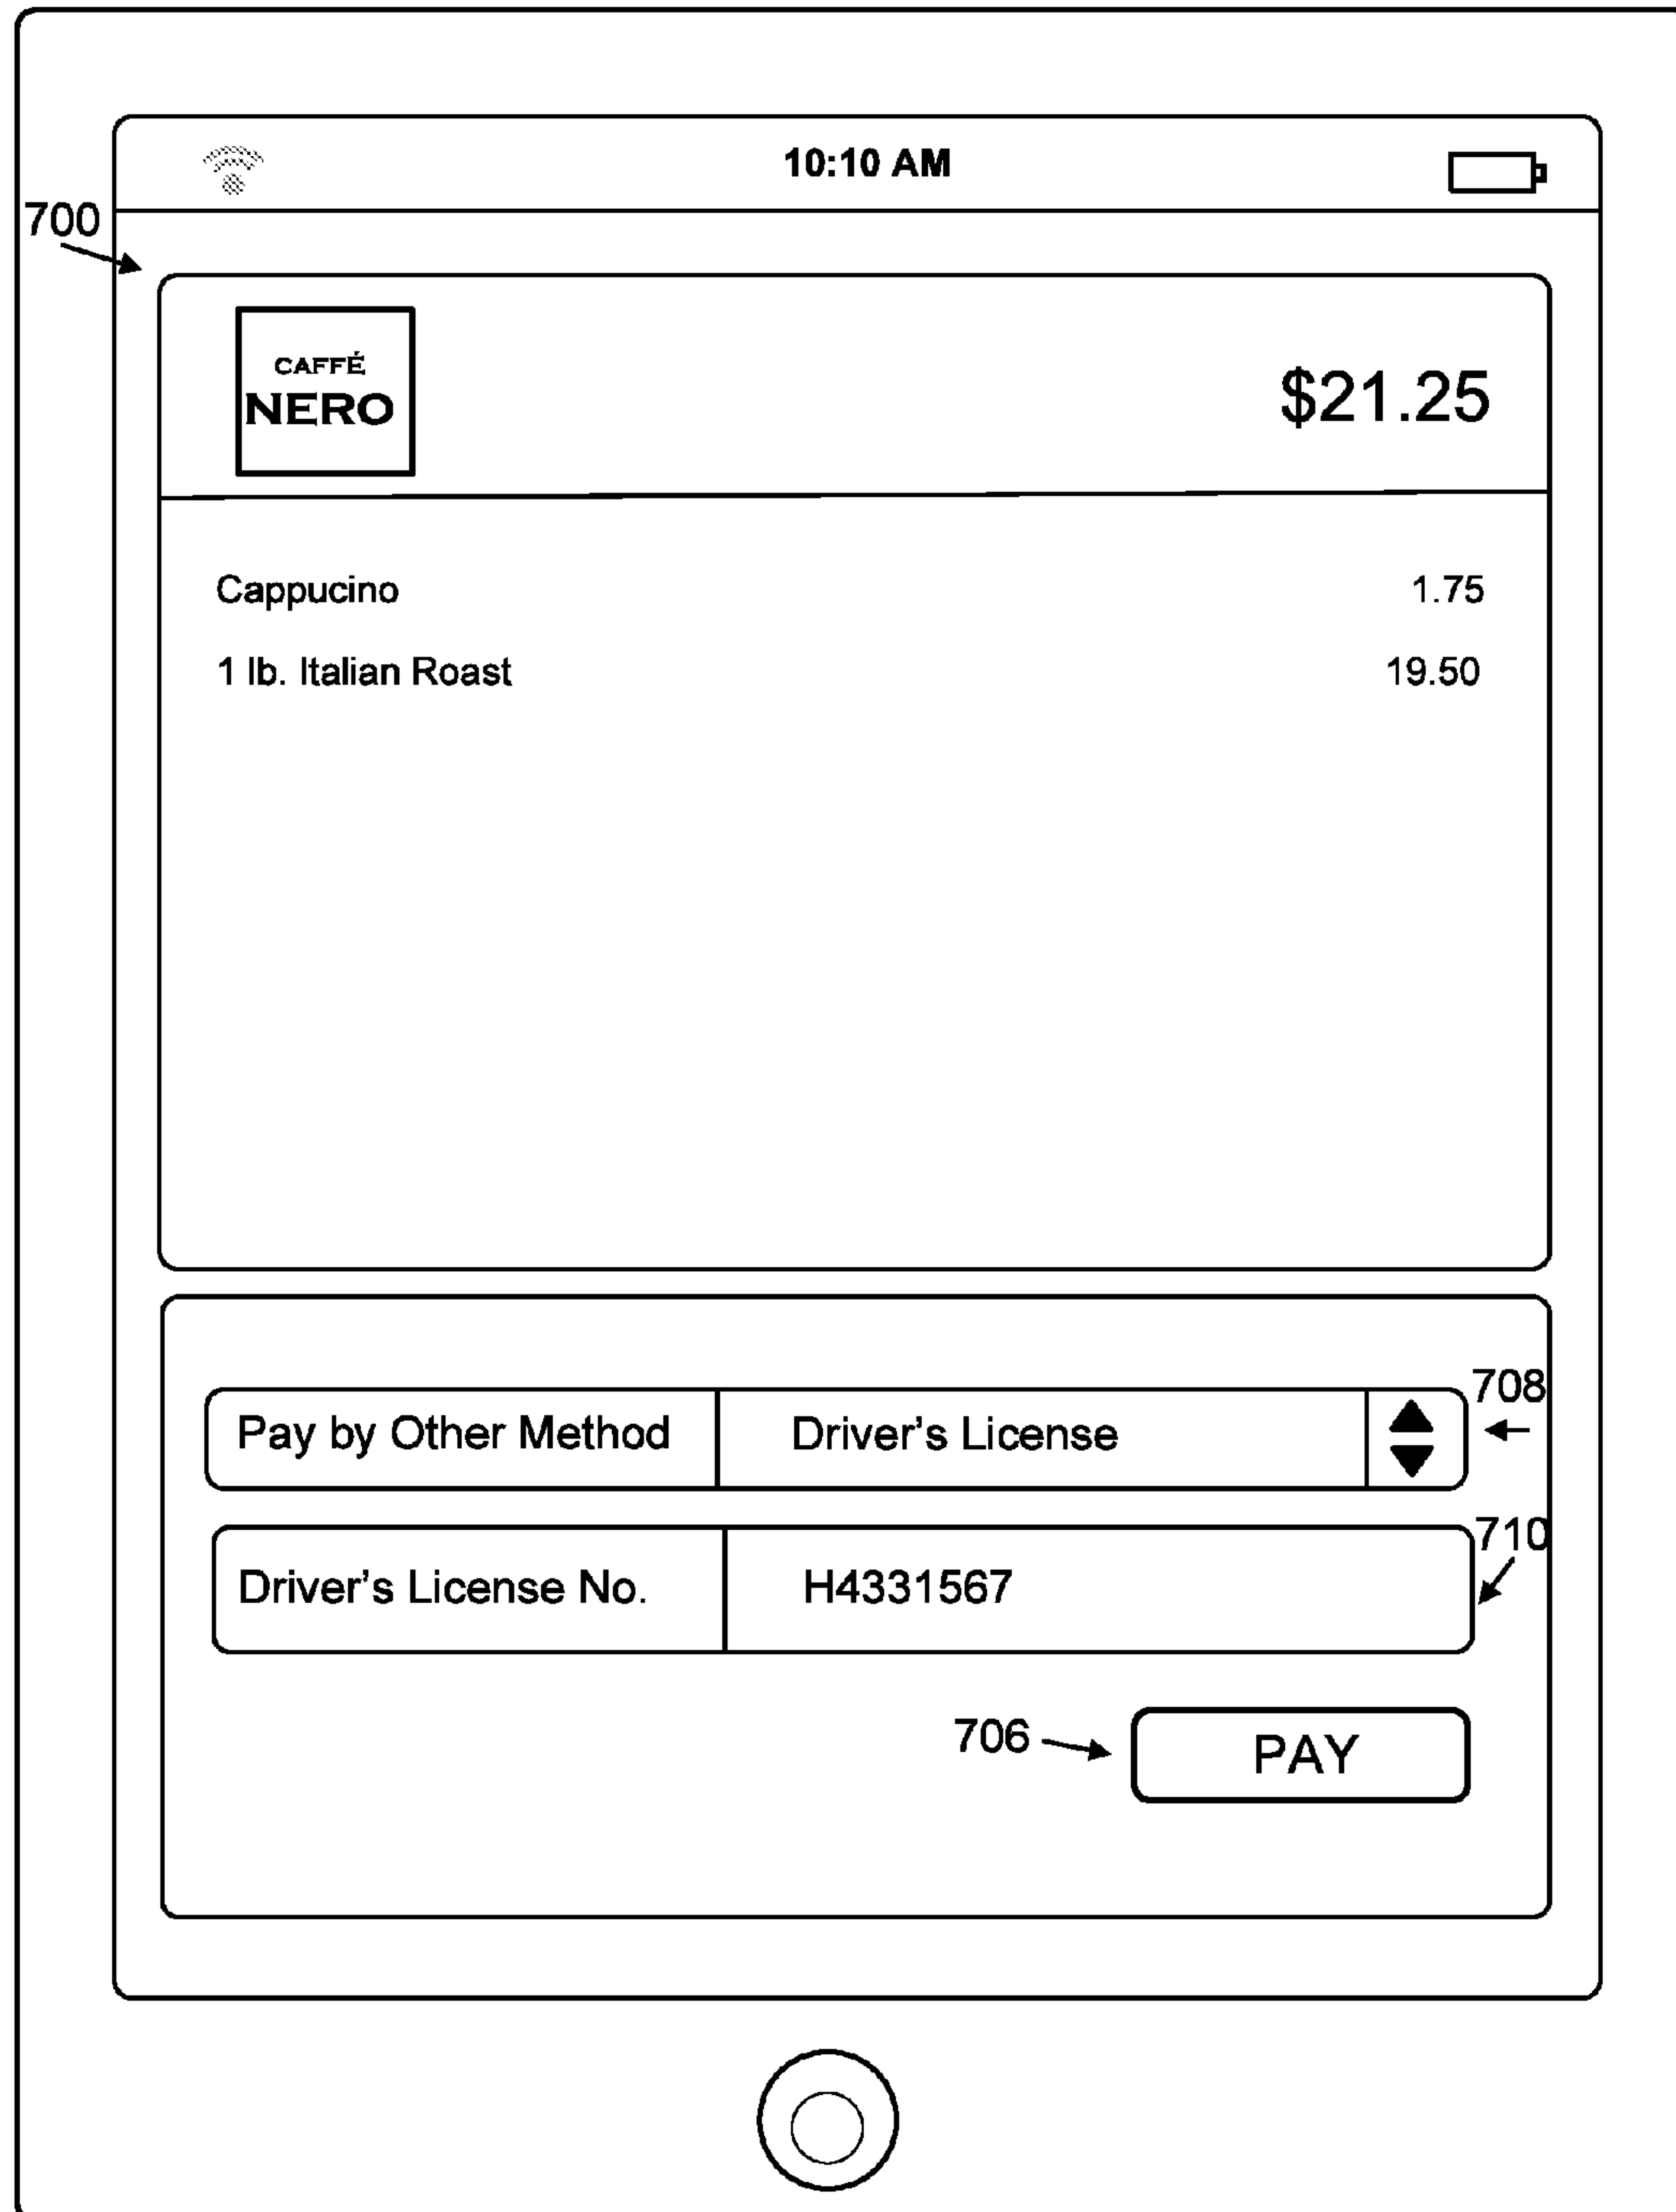 10:10 AM
700
CAFFÉ
NERO
$21.25
Cappucino 1.75
1 lb. Italian Roast 19.50
708
Pay by Other Method Driver's License
710
Driver's License No. H4331567
706 PAY